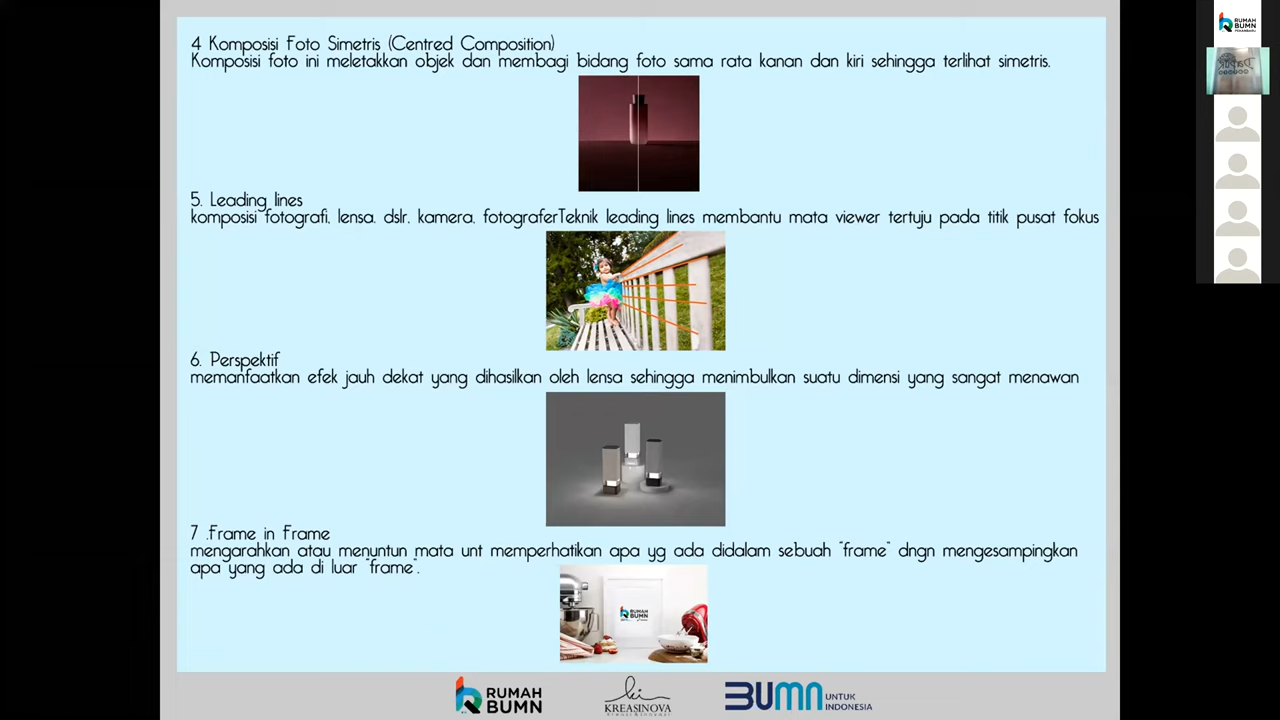 4 Komposisi Foto Simetris (Centred Composition)
Komposisi foto ini meletakkan objek dan membagi bidang foto sama rata kanan dan kiri sehingga terlihat simetris.
5. Leading lines
komposisi fotografi, lensa, dslr, kamera, fotograferTeknik leading lines membantu mata viewer tertuju pada titik pusat fokus
6. Perspektif
memanfaatkan efek jauh dekat yang dihasilkan oleh lensa sehingga menimbulkan suatu dimensi yang sangat menawan
7 .Frame in Frame
mengarahkan atau menuntun mata unt memperhatikan apa yg ada didalam sebuah "frame" dngn mengesampingkan
apa yang ada di luar "frame".
RUMAH
BUMN
RUMAH
BUMN
KREASINOVA
BUMN
UNTUK
INDONESIA
RUMAH
BUMN
PEKANBARU